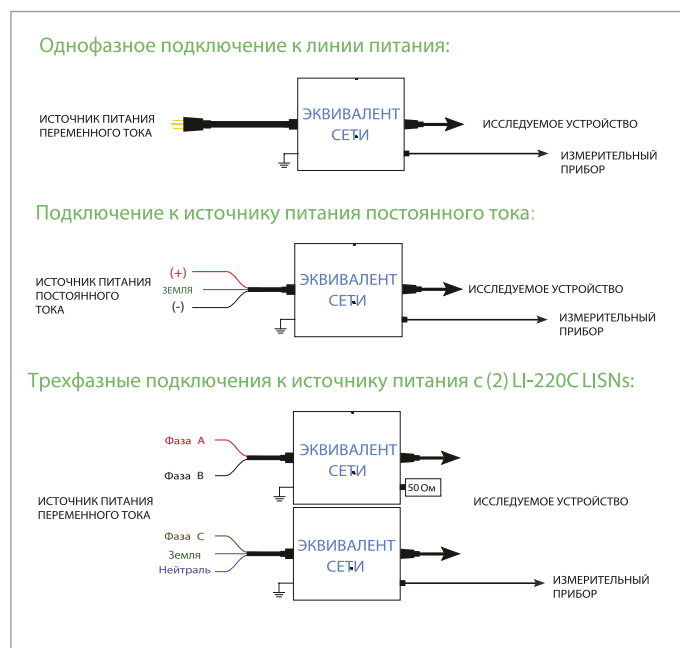 Однофазное подключение к линии питания:
ИСТОЧНИК ПИТАНИЯ
ПЕРЕМЕННОГО ТОКА
ЭКВИВАЛЕНТ
СЕТИ
ИССЛЕДУЕМОЕ УСТРОЙСТВО
ИЗМЕРИТЕЛЬНЫЙ
ПРИБОР
Подключение к источнику питания постоянного тока:
ИСТОЧНИК ПИТАНИЯ
ПОСТОЯННОГО
ТОКА
(+)
ЗЕМЛЯ
(-)
ЭКВИВАЛЕНТ
СЕТИ
ИССЛЕДУЕМОЕ УСТРОЙСТВО
ИЗМЕРИТЕЛЬНЫЙ
ПРИБОР
Трехфазные подключения к источнику питания с (2) LI-220C LISNs:
Фаза А
Фаза В
ЭКВИВАЛЕНТ
СЕТИ
50 Ом
ИСТОЧНИК ПИТАНИЯ
ПЕРЕМЕННОГО ТОКА
ИССЛЕДУЕМОЕ УСТРОЙСТВО
Фаза С
Земля
Нейтраль
ЭКВИВАЛЕНТ
СЕТИ
ИЗМЕРИТЕЛЬНЫЙ
ПРИБОР